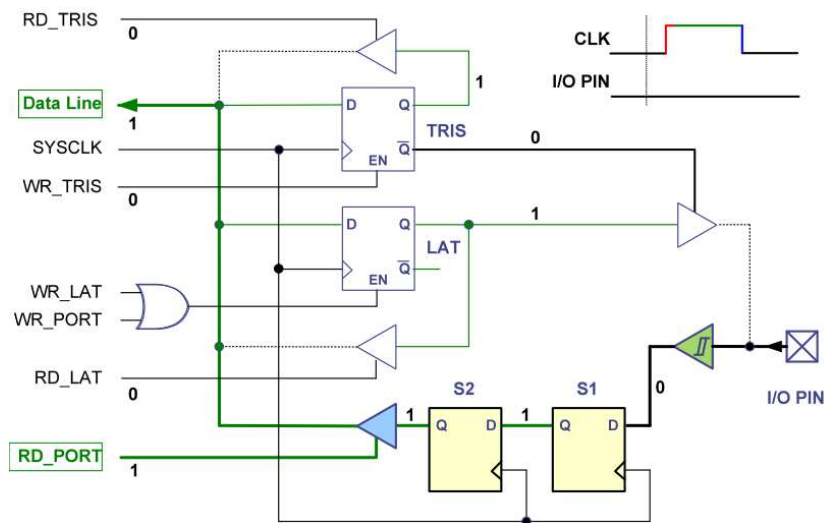 RD_TRIS
0
1
CLK
I/O PIN
Data Line
1
D
Q
TRIS
Q
EN
0
SYSCLK
WR_TRIS
0
D
Q
1
LAT
Q
EN
WR_LAT
WR_PORT
RD_LAT
0
0
I/O PIN
S2
S1
1
Q
D
1
Q
D
RD_PORT
1